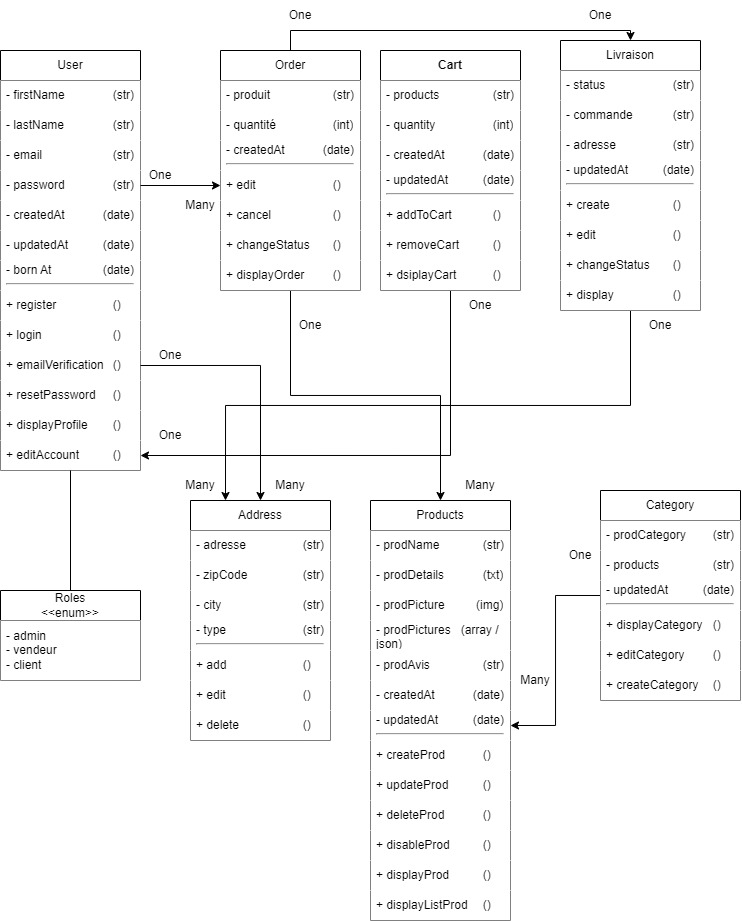 One
One
User
- firstName (str)
- lastName (str)
- email (str)
- password (str)
- createdAt (date)
- updatedAt (date)
- born At (date)
+ register ()
+ login ()
+ emailVerification ()
+ resetPassword ()
+ displayProfile ()
+ editAccount ()
One
Many
Order
- produit (str)
- quantité (int)
- createdAt (date)
+ edit ()
+ cancel ()
+ changeStatus ()
+ displayOrder ()
Cart
- products (str)
- quantity (int)
- createdAt (date)
- updatedAt (date)
+ addToCart ()
+ removeCart ()
+ dsiplayCart ()
Livraison
- status (str)
- commande (str)
- adresse (str)
- updatedAt (date)
+ create ()
+ edit ()
+ changeStatus ()
+ display ()
One
One
One
One
One
Many
Many
Many
Roles
<<enum>>
- admin
- vendeur
- client
Address
- adresse (str)
- zipCode (str)
- city (str)
- type (str)
+ add ()
+ edit ()
+ delete ()
Products
- prodName (str)
- prodDetails (txt)
- prodPicture (img)
- prodPictures (array /
json)
- prodAvis (str)
- createdAt (date)
- updatedAt (date)
+ createProd ()
+ updateProd ()
+ deleteProd ()
+ disableProd ()
+ displayProd ()
+ displayListProd ()
One
Many
Category
- prodCategory (str)
- products (str)
- updatedAt (date)
+ displayCategory ()
+ editCategory ()
+ createCategory ()